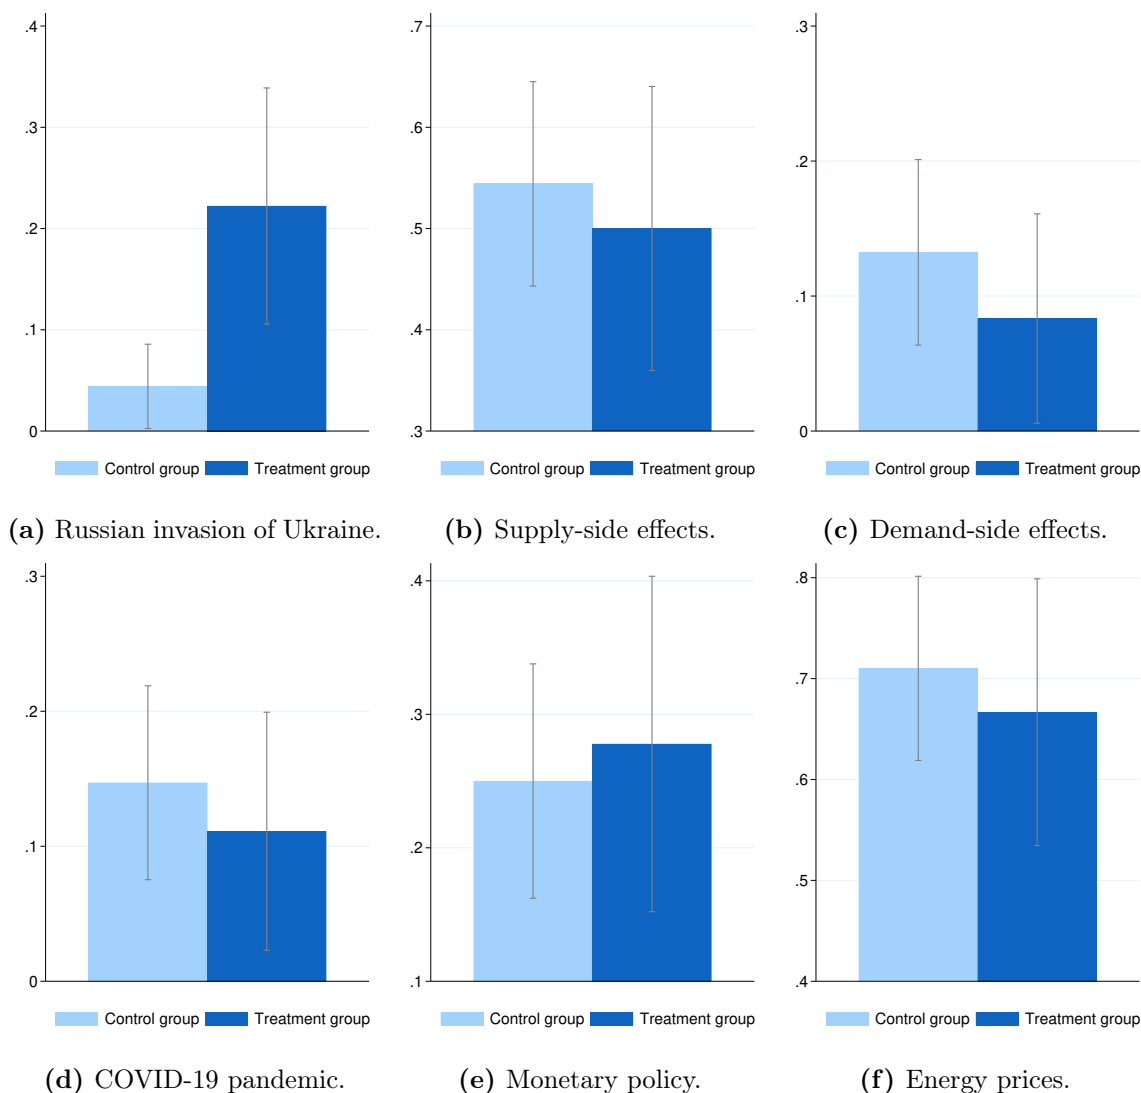 .4
.3
.2
.1
0
Control group Treatment group
(a) Russian invasion of Ukraine.
.7
.6
.5
.4
.3
Control group Treatment group
(b) Supply-side effects.
.3
.2
.1
0
Control group Treatment group
(c) Demand-side effects.
.3
.2
.1
0
Control group Treatment group
(d) COVID-19 pandemic.
.4
.3
.2
.1
Control group Treatment group
(e) Monetary policy.
.8
.7
.6
.5
.4
Control group Treatment group
(f) Energy prices.